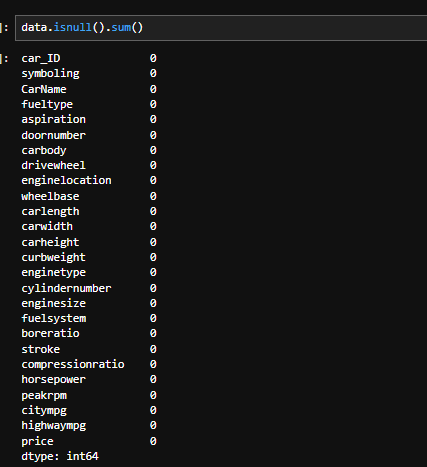 ]: data.isnull().sum()
]: car_ID 0
symboling 0
CarName 0
fueltype 0
aspiration 0
doornumber 0
carbody 0
drivewheel 0
enginelocation 0
wheelbase 0
carlength 0
carwidth 0
carheight 0
curbweight 0
enginetype 0
cylindernumber 0
enginesize 0
fuelsystem 0
boreratio 0
stroke 0
compressionratio 0
horsepower 0
peakrpm 0
citympg 0
highwaympg 0
price 0
dtype: int64